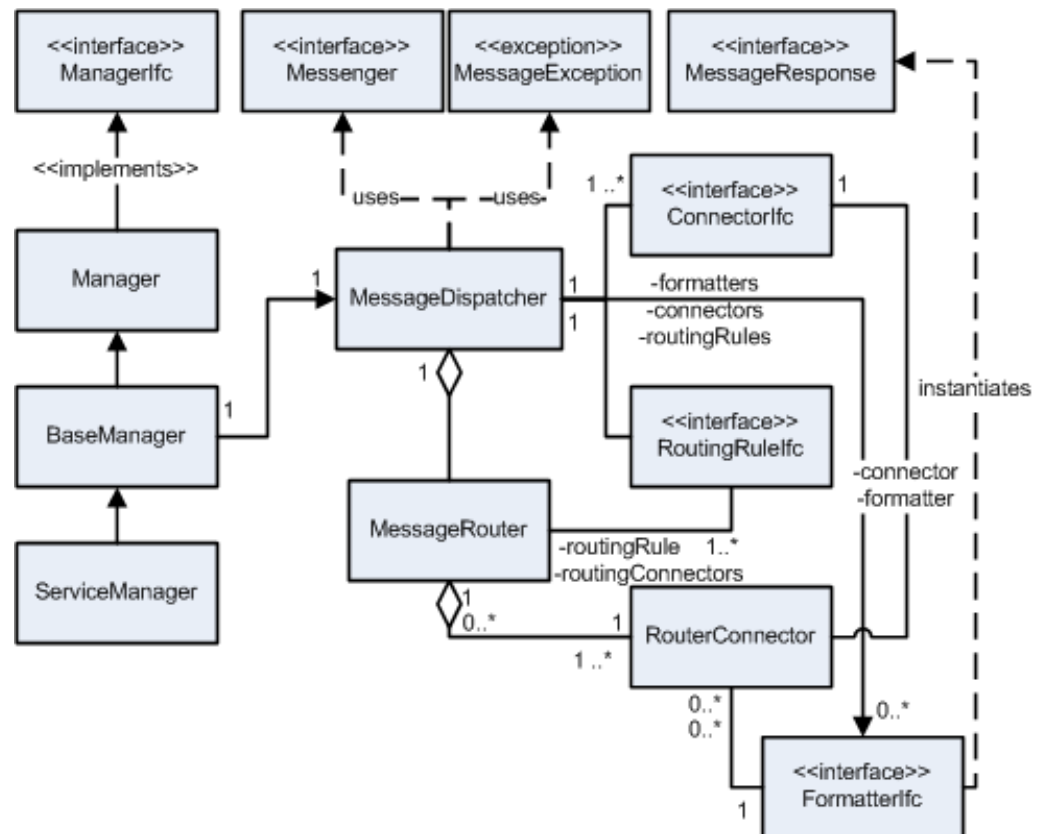 <<interface>>
ManagerIfc
<<interface>>
Messenger
<<exception>>
MessageException
<<interface>>
MessageResponse
<<implements>>
uses
uses
1..*
<<interface>>
ConnectorIfc
1
Manager
1
MessageDispatcher
1
1
-formatters
-connectors
-routingRules
1
instantiates
BaseManager
1
<<interface>>
RoutingRuleIfc
-connector
-formatter
MessageRouter
-routingRule
1..*
-routingConnectors
ServiceManager
1
0..*
1
1..*
RouterConnector
0..*
0..*
0..*
1
<<interface>>
FormatterIfc